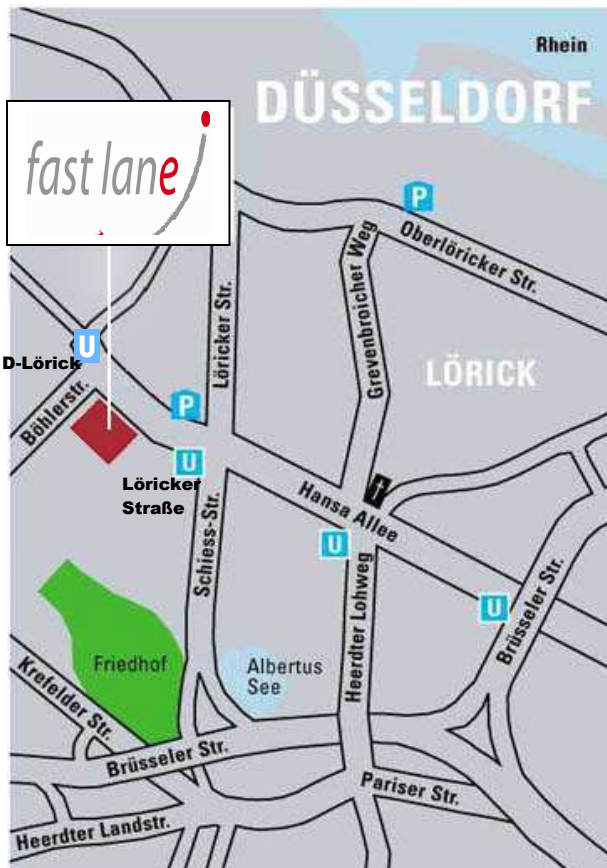 Rhein
DÜSSELDORF
fast lane
P
Oberlöricker Str.
Grevenbroicher Weg
Löricker Str.
U
D-Lörick
LÖRICK
Böhlerstr.
P
U
Löricker
Straße
Hansa Allee
Schiess-Str.
U
Heerdter Lohweg
U
Brüsseler Str.
Friedhof
Albertus
See
Krefelder Str.
Brüsseler Str.
Pariser Str.
Heerdter Landstr.